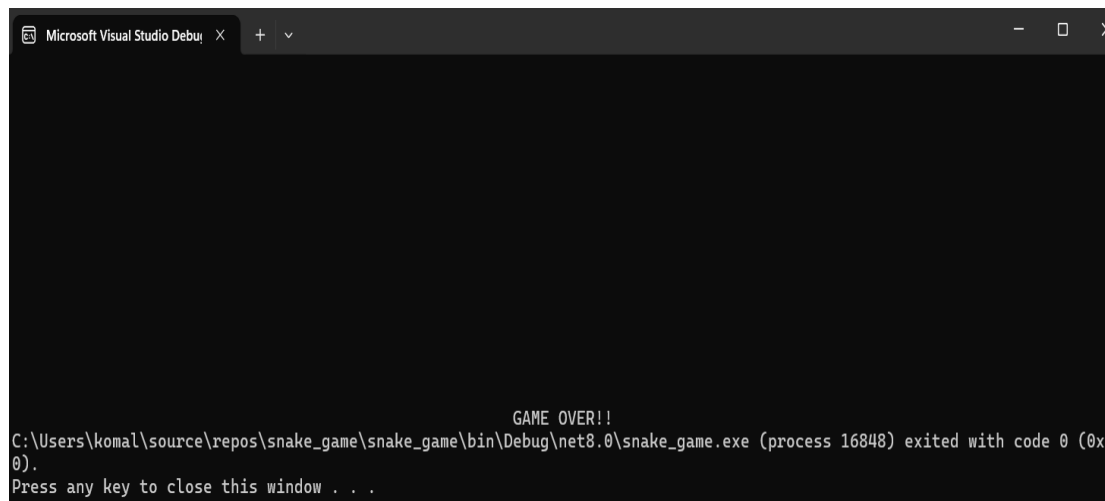 Microsoft Visual Studio Debug
GAME OVER!!
C:\Users\komal\source\repos\snake_game\snake_game\bin\Debug\net8.0\snake_game.exe (process 16848) exited with code 0 (0x
0).
Press any key to close this window . . .